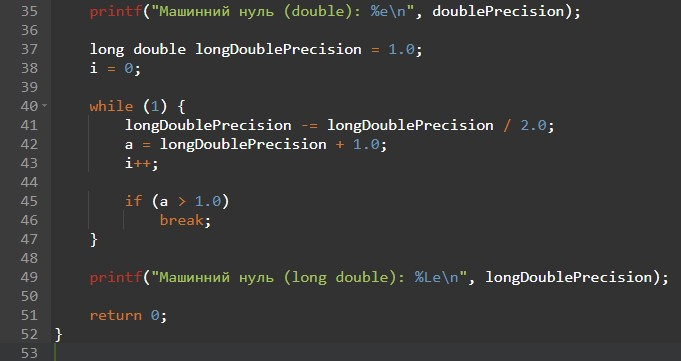 35 printf("Машинний нуль (double): %e\n", doublePrecision);
36
37 long double longDoublePrecision = 1.0;
38 i = 0;
39
40 while (1) {
41 longDoublePrecision -= longDoublePrecision / 2.0;
42 a = longDoublePrecision + 1.0;
43 i++;
44
45 if (a > 1.0)
46 break;
47 }
48
49 printf("Машинний нуль (long double): %Le\n", longDoublePrecision);
50
51 return 0;
52 }
53